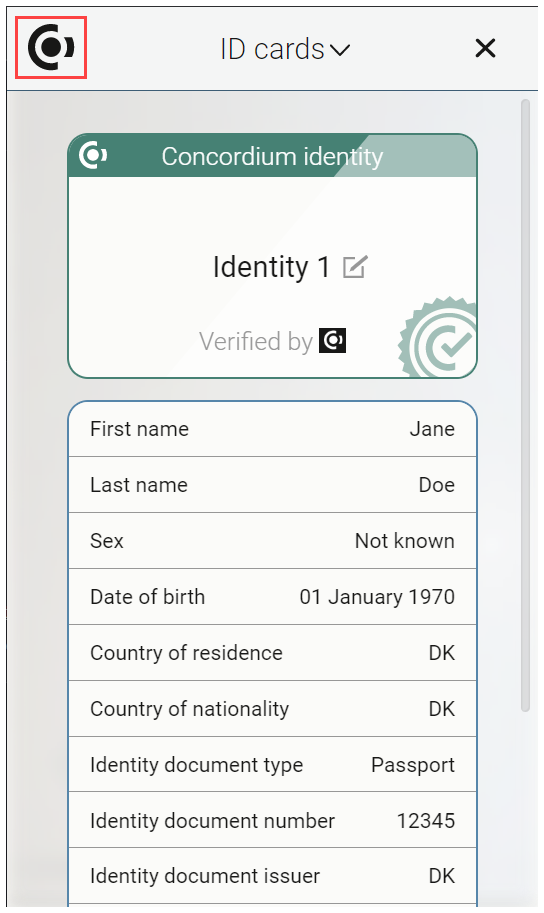 ID cards
Concordium identity
Identity 1
Verified by
First name Jane
Last name Doe
Sex Not known
Date of birth 01 January 1970
Country of residence DK
Country of nationality DK
Identity document type Passport
Identity document number 12345
Identity document issuer DK